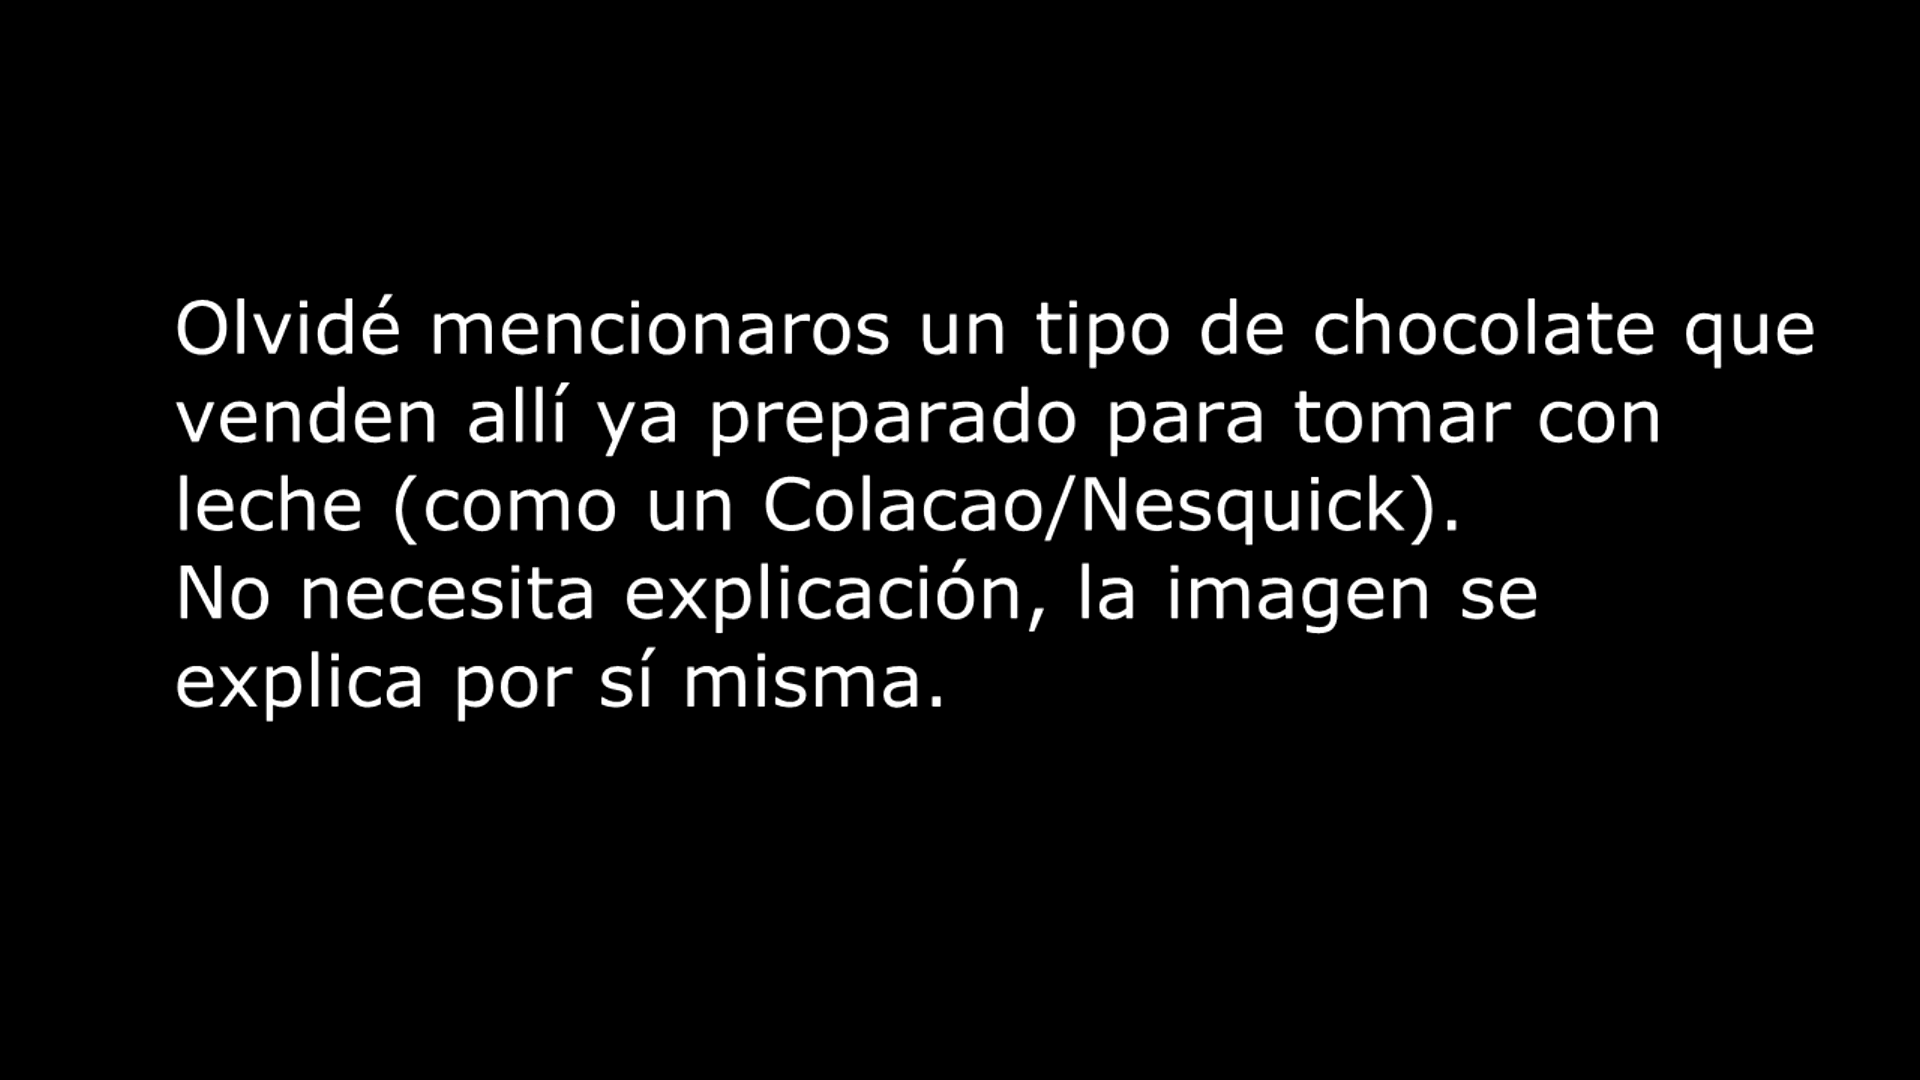 Olvidé mencionaros un tipo de chocolate que
venden allí ya preparado para tomar con
leche (como un Colacao/Nesquick).
No necesita explicación, la imagen se
explica por sí misma.